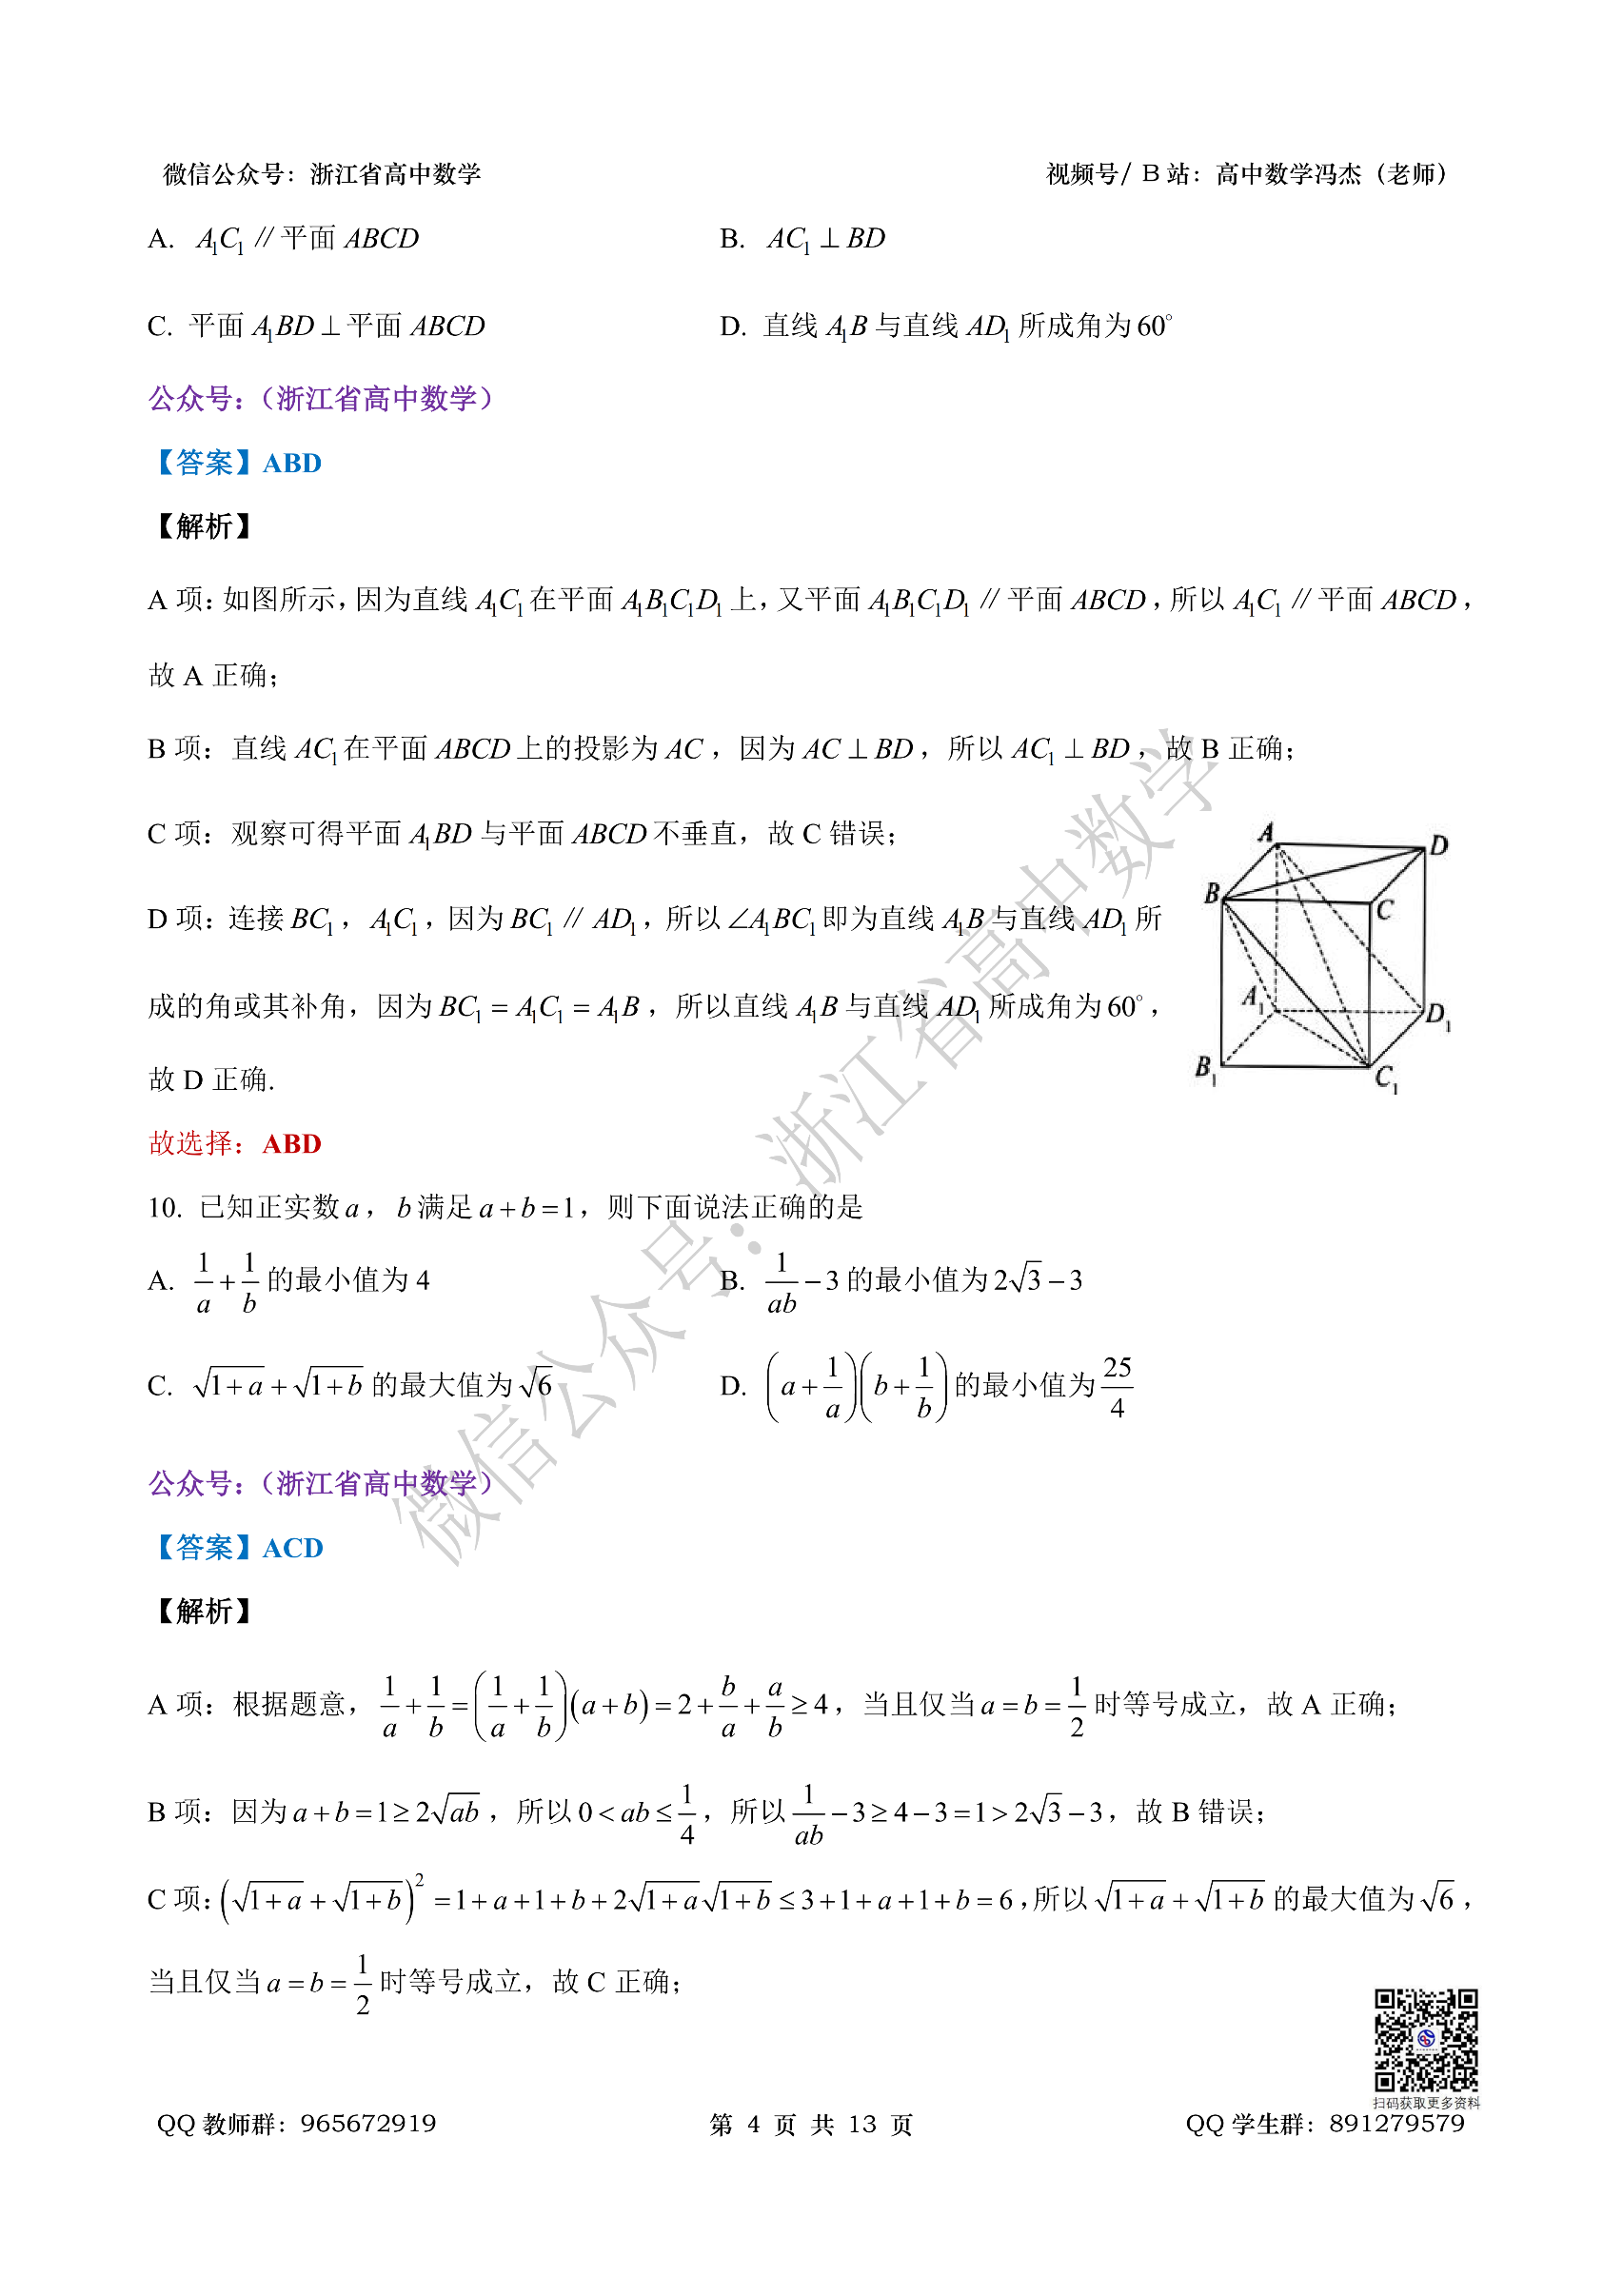 微信公众号：浙江省高中数学 视频号/ B 站：高中数学冯杰（老师）
A. A₁C₁ ∥平面 ABCD B. AC₁ ⊥ BD
C. 平面 A₁BD ⊥平面 ABCD D. 直线 A₁B 与直线 AD₁ 所成角为 60°
公众号：（浙江省高中数学）
【答案】ABD
【解析】
A 项：如图所示，因为直线 A₁C₁ 在平面 A₁B₁C₁D₁ 上，又平面 A₁B₁C₁D₁ ∥ 平面 ABCD，所以 A₁C₁ ∥平面 ABCD，
故 A 正确；
B 项：直线 AC₁ 在平面 ABCD 上的投影为 AC，因为 AC ⊥ BD，所以 AC₁ ⊥ BD，故 B 正确；
C 项：观察可得平面 A₁BD 与平面 ABCD 不垂直，故 C 错误；
D 项：连接 BC₁，A₁C₁，因为 BC₁ ∥ AD₁，所以∠A₁BC₁ 即为直线 A₁B 与直线 AD₁ 所
成的角或其补角，因为 BC₁ = A₁C₁ = A₁B，所以直线 A₁B 与直线 AD₁ 所成角为 60°，
故 D 正确.
A
D
B
C
A₁
D₁
B₁
C₁
故选择：ABD
10. 已知正实数 a，b 满足 a + b = 1，则下面说法正确的是
A. 1/a + 1/b 的最小值为 4 B. 1/(ab) − 3 的最小值为 2√3 − 3
C. √(1+a) + √(1+b) 的最大值为 √6 D. (a + 1/a)(b + 1/b) 的最小值为 25/4
公众号：（浙江省高中数学）
【答案】ACD
【解析】
A 项：根据题意，1/a + 1/b = (1/a + 1/b)(a + b) = 2 + b/a + a/b ≥ 4，当且仅当 a = b = 1/2 时等号成立，故 A 正确；
B 项：因为 a + b = 1 ≥ 2√(ab)，所以 0 < ab ≤ 1/4，所以 1/(ab) − 3 ≥ 4 − 3 = 1 > 2√3 − 3，故 B 错误；
C 项：(√(1+a) + √(1+b))² = 1 + a + 1 + b + 2√(1+a)√(1+b) ≤ 3 + 1 + a + 1 + b = 6，所以 √(1+a) + √(1+b) 的最大值为 √6，
当且仅当 a = b = 1/2 时等号成立，故 C 正确；
微信公众号：浙江省高中数学
扫码获取更多资料
QQ 教师群：965672919 第 4 页 共 13 页 QQ 学生群：891279579